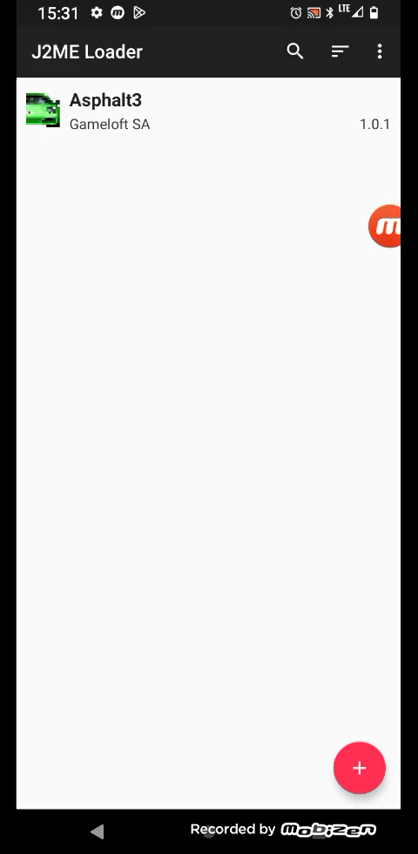 15:31
LTE
J2ME Loader
Asphalt3
Gameloft SA
1.0.1
Recorded by mobizen